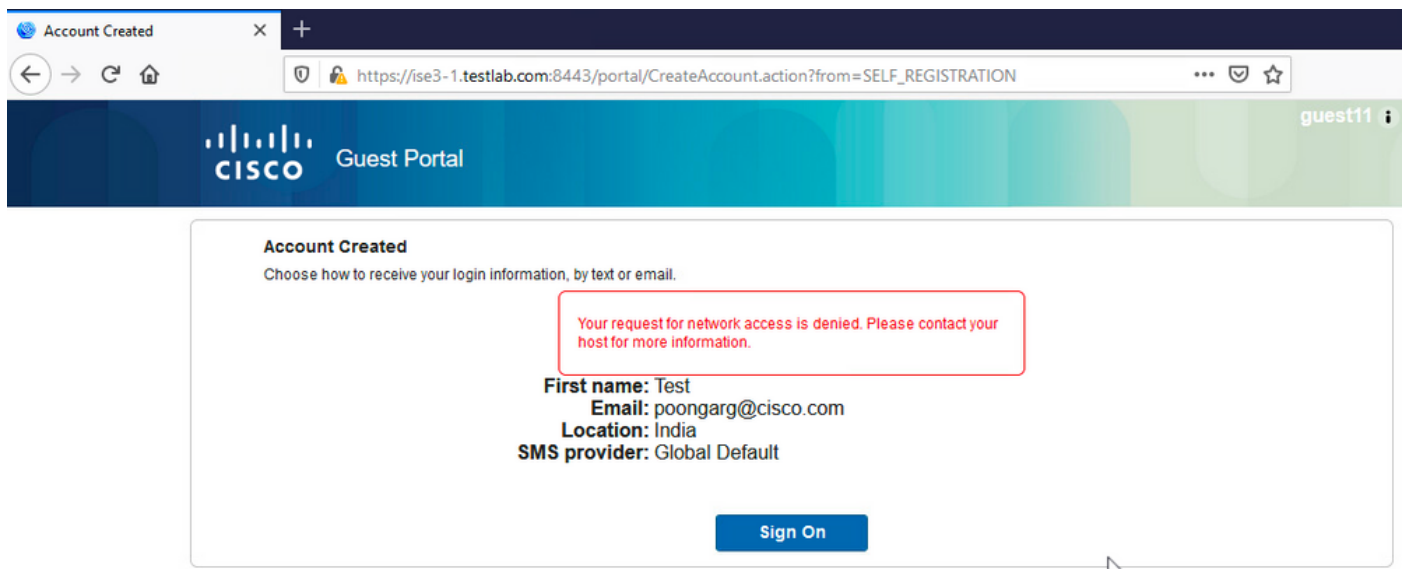 Account Created
https://ise3-1.testlab.com:8443/portal/CreateAccount.action?from=SELF_REGISTRATION
guest11
CISCO Guest Portal
Account Created
Choose how to receive your login information, by text or email.
Your request for network access is denied. Please contact your
host for more information.
First name: Test
Email: poongarg@cisco.com
Location: India
SMS provider: Global Default
Sign On